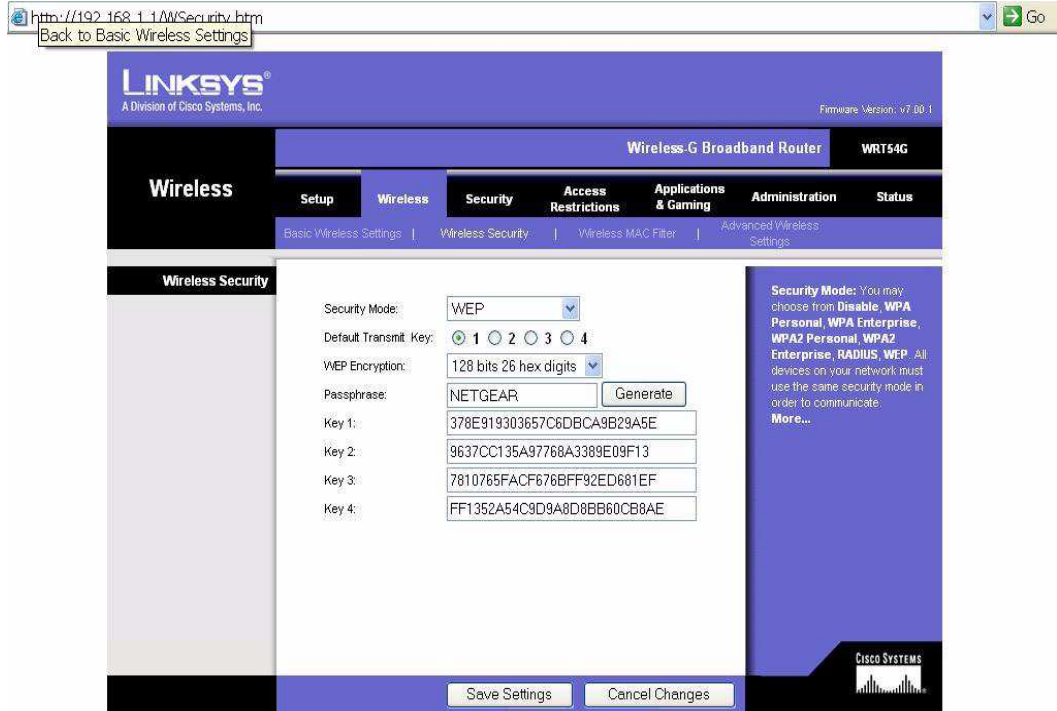 http://192.168.1.1/WSecurity.htm
Go
Back to Basic Wireless Settings
LINKSYS®
A Division of Cisco Systems, Inc.
Firmware Version: v7.00.1
Wireless-G Broadband Router WRT54G
Wireless
Setup Wireless Security Access Restrictions Applications & Gaming Administration Status
Basic Wireless Settings | Wireless Security | Wireless MAC Filter | Advanced Wireless Settings
Wireless Security
Security Mode: WEP
Default Transmit Key: 1 2 3 4
WEP Encryption: 128 bits 26 hex digits
Passphrase: NETGEAR Generate
Key 1: 378E919303657C6DBCA9B29A5E
Key 2: 9637CC135A97768A3389E09F13
Key 3: 7810765FACF676BFF92ED681EF
Key 4: FF1352A54C9D9A8D8BB60CB8AE
Security Mode: You may
choose from Disable, WPA
Personal, WPA Enterprise,
WPA2 Personal, WPA2
Enterprise, RADIUS, WEP. All
devices on your network must
use the same security mode in
order to communicate.
More...
CISCO SYSTEMS
Save Settings Cancel Changes